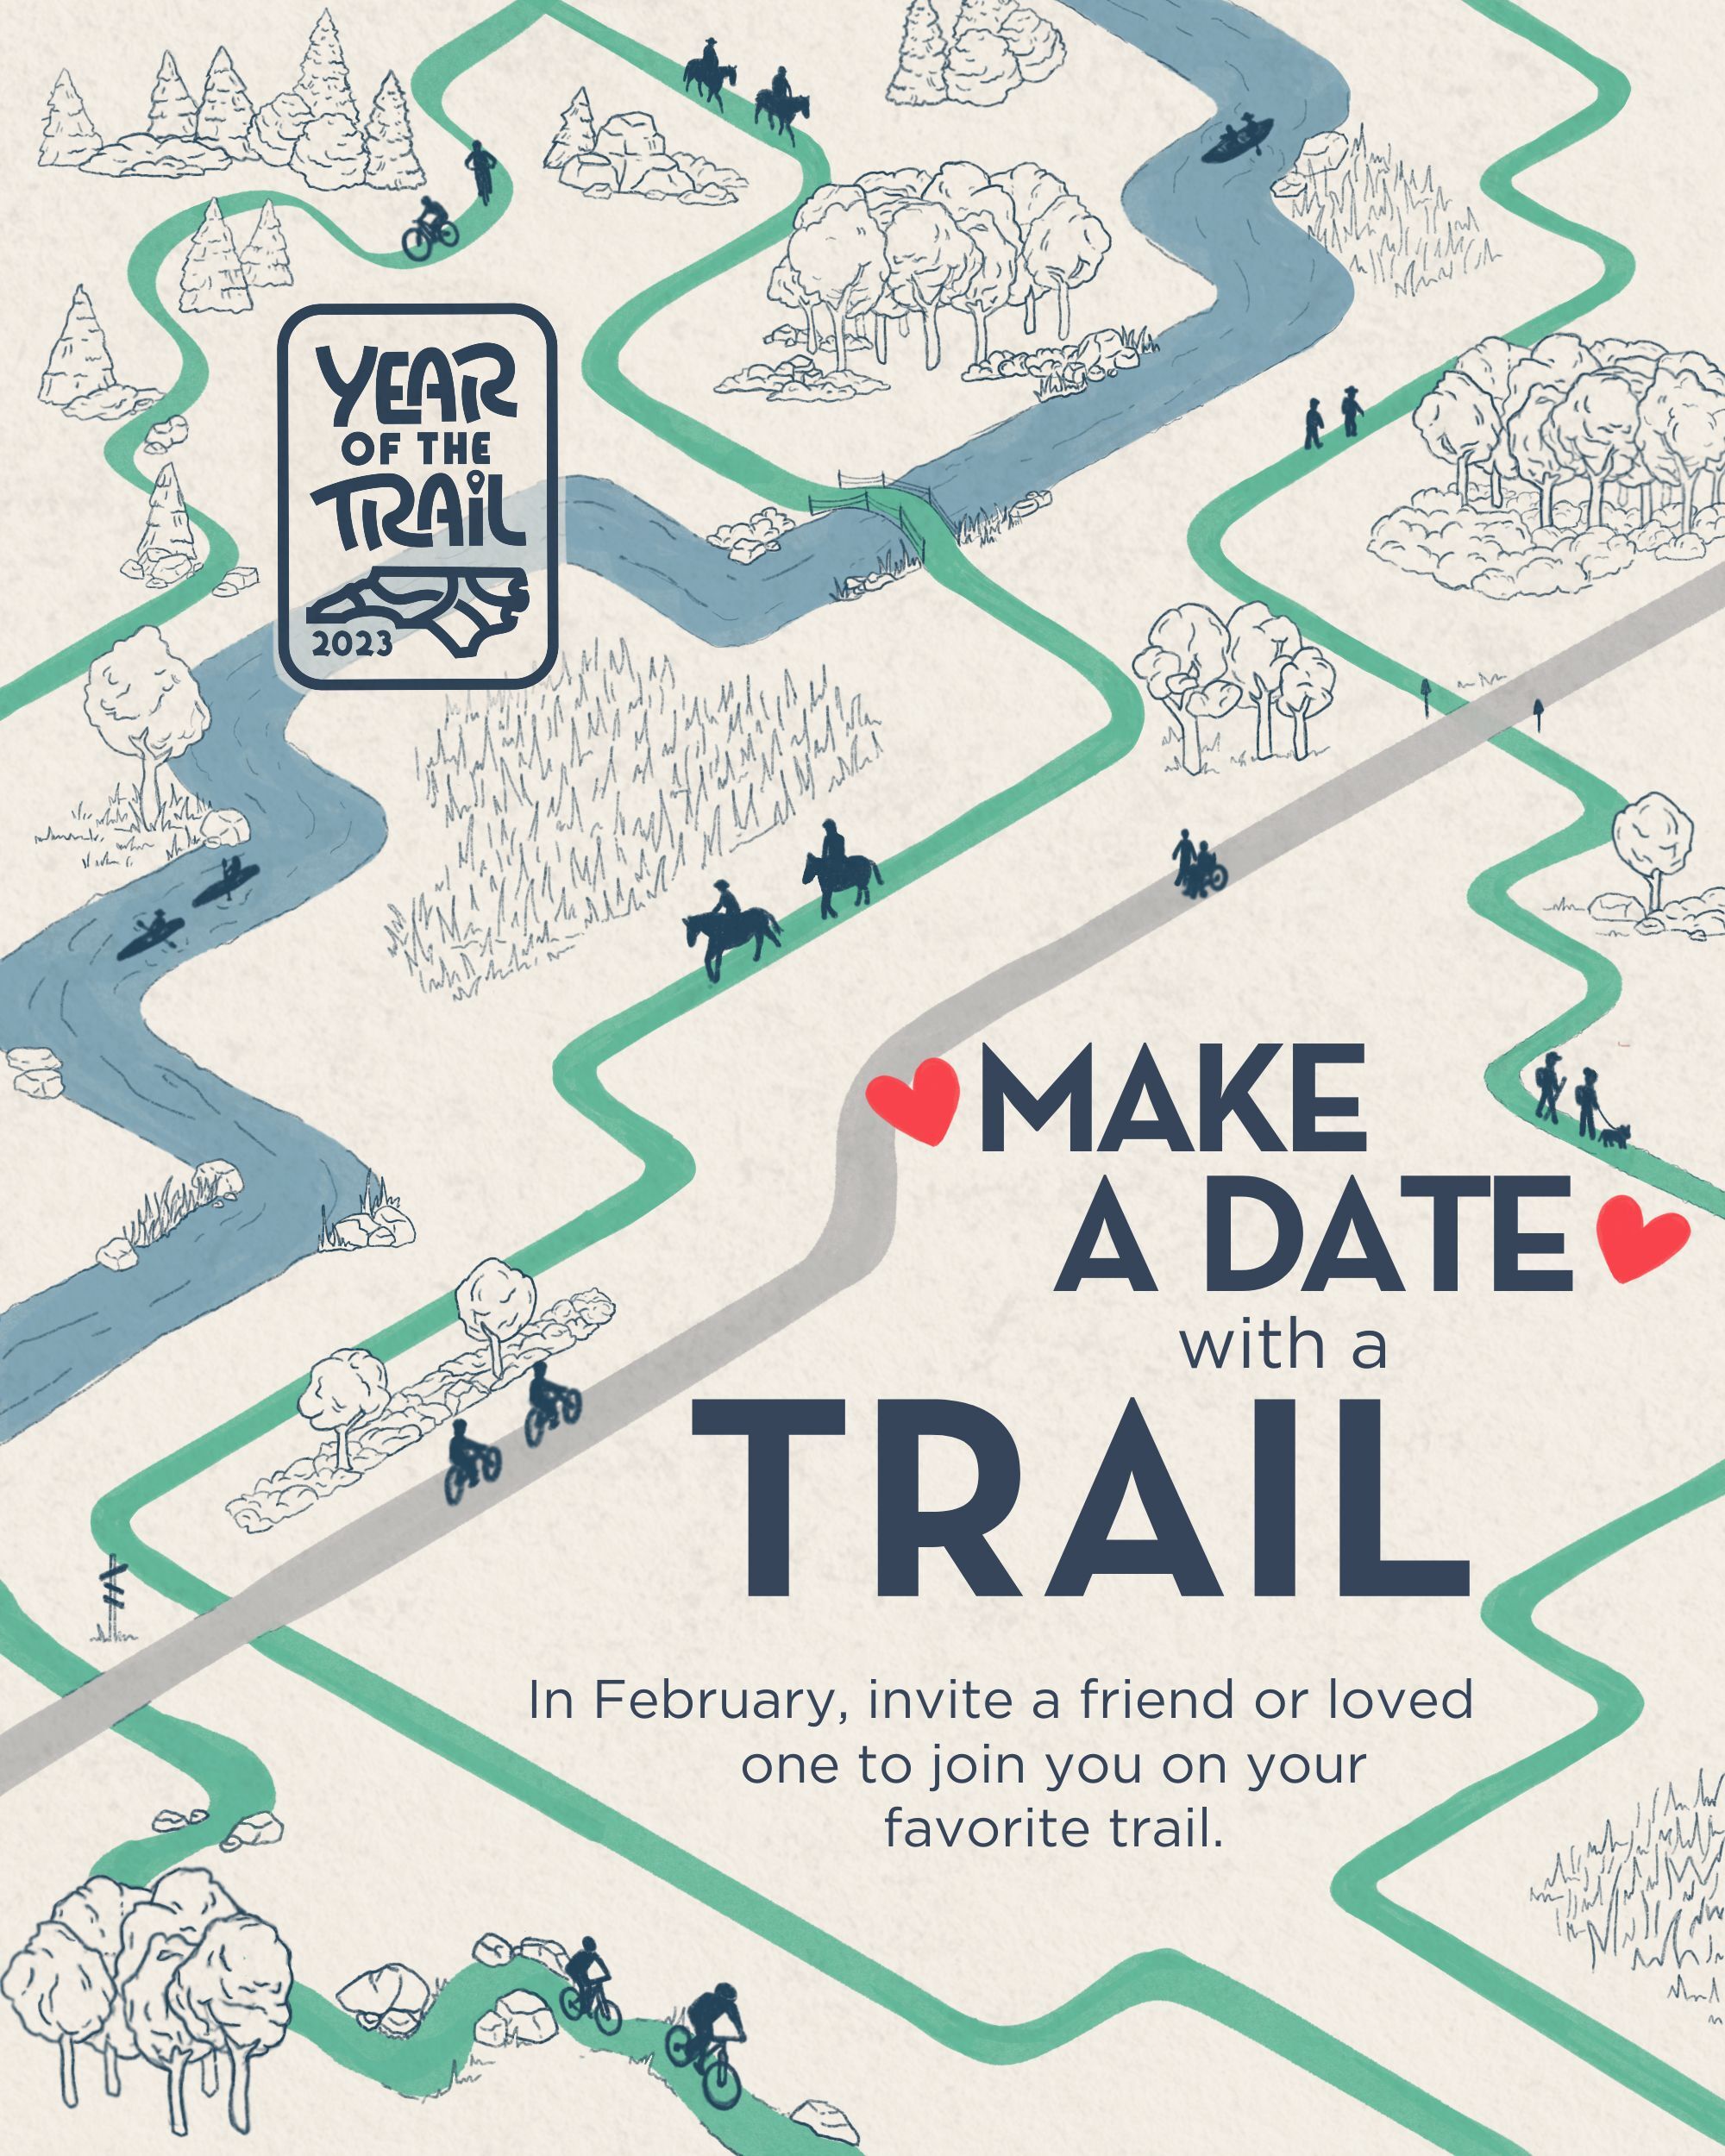 YEAR
OF THE
TRAIL
2023
MAKE
A DATE
with a
TRAIL
In February, invite a friend or loved
one to join you on your
favorite trail.